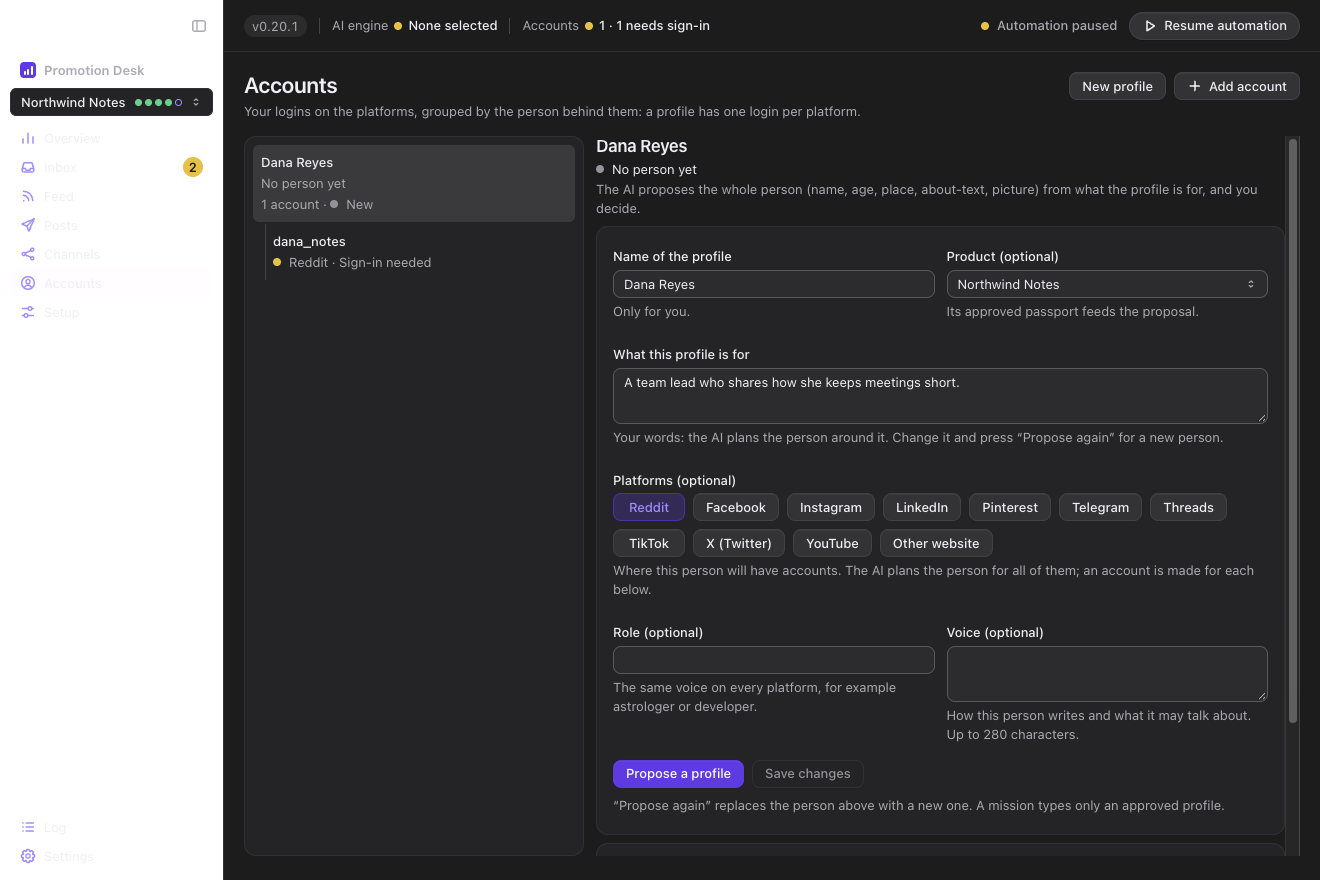 v0.20.1
AI engine None selected
Accounts 1 · 1 needs sign-in
Automation paused
Resume automation
Promotion Desk
Northwind Notes
Overview
Inbox
2
Feed
Posts
Channels
Accounts
Setup
Log
Settings
Accounts
Your logins on the platforms, grouped by the person behind them: a profile has one login per platform.
New profile
Add account
Dana Reyes
No person yet
1 account · New
dana_notes
Reddit · Sign-in needed
Dana Reyes
No person yet
The AI proposes the whole person (name, age, place, about-text, picture) from what the profile is for, and you
decide.
Name of the profile
Dana Reyes
Only for you.
Product (optional)
Northwind Notes
Its approved passport feeds the proposal.
What this profile is for
A team lead who shares how she keeps meetings short.
Your words: the AI plans the person around it. Change it and press “Propose again” for a new person.
Platforms (optional)
Reddit Facebook Instagram LinkedIn Pinterest Telegram Threads
TikTok X (Twitter) YouTube Other website
Where this person will have accounts. The AI plans the person for all of them; an account is made for each
below.
Role (optional)
The same voice on every platform, for example
astrologer or developer.
Voice (optional)
How this person writes and what it may talk about.
Up to 280 characters.
Propose a profile
Save changes
“Propose again” replaces the person above with a new one. A mission types only an approved profile.